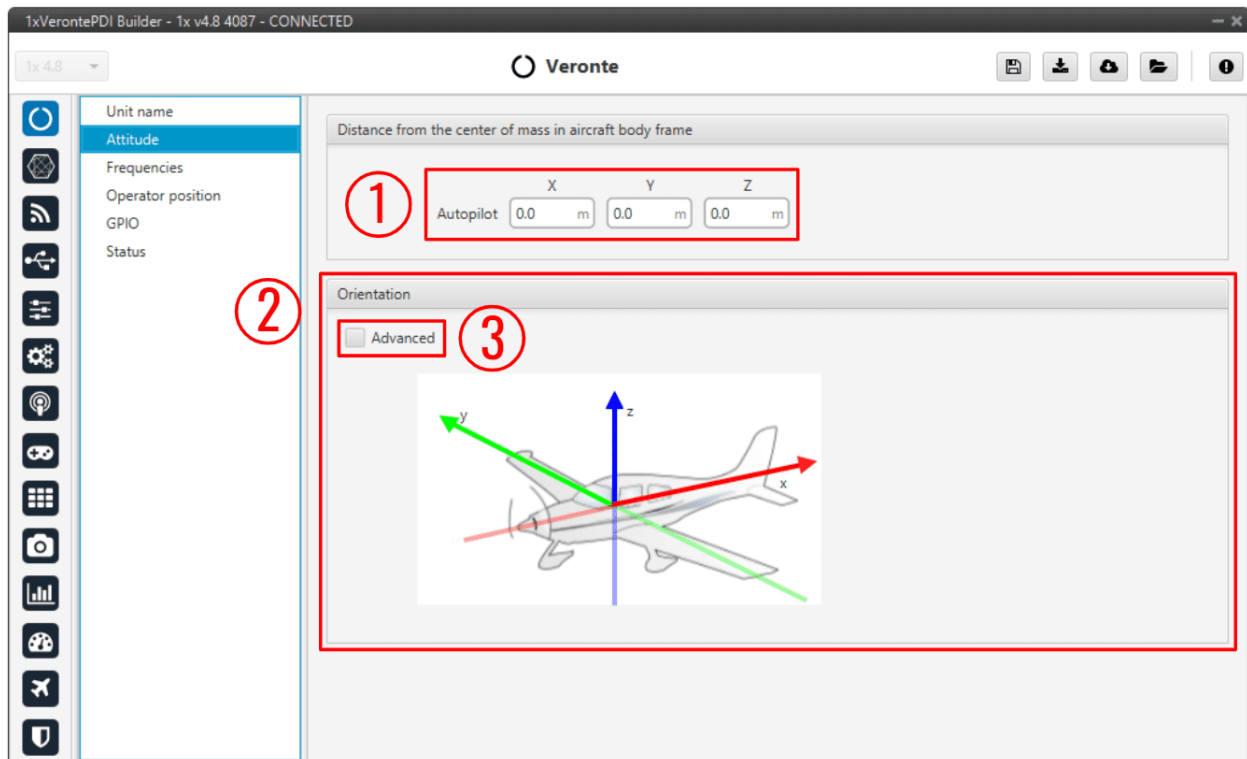 1xVerontePDI Builder - 1x v4.8 4087 - CONNECTED
1x 4.8
Veronte
Unit name
Attitude
Frequencies
Operator position
GPIO
Status
Distance from the center of mass in aircraft body frame
1
X Y Z
Autopilot 0.0 m 0.0 m 0.0 m
2
Orientation
Advanced
3
y
z
x